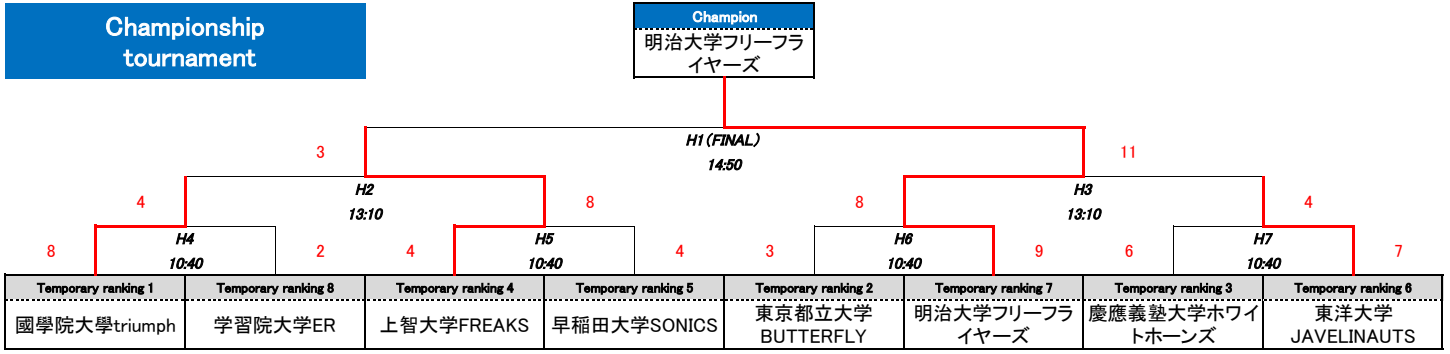 Championship
tournament
Champion
明治大学フリーフラ
イヤーズ
H1(FINAL)
14:50
3
11
H2
13:10
H3
13:10
4
8
8
4
H4
10:40
H5
10:40
H6
10:40
H7
10:40
8
2
4
4
3
9
6
7
Temporary ranking 1
Temporary ranking 8
Temporary ranking 4
Temporary ranking 5
Temporary ranking 2
Temporary ranking 7
Temporary ranking 3
Temporary ranking 6
國學院大學triumph
学習院大学ER
上智大学FREAKS
早稲田大学SONICS
東京都立大学
BUTTERFLY
明治大学フリーフラ
イヤーズ
慶應義塾大学ホワイ
トホーンズ
東洋大学
JAVELINAUTS